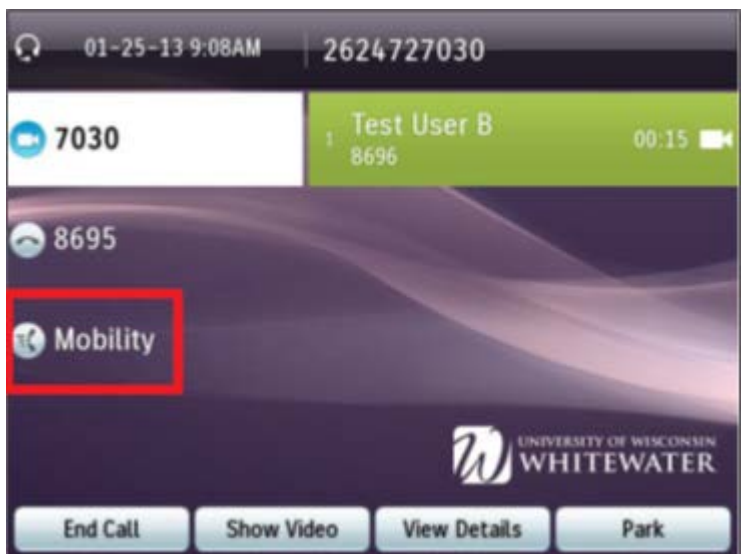 01-25-13 9:08AM
2624727030
7030
1 Test User B
8696
00:15
8695
Mobility
UNIVERSITY OF WISCONSIN
WHITEWATER
End Call
Show Video
View Details
Park